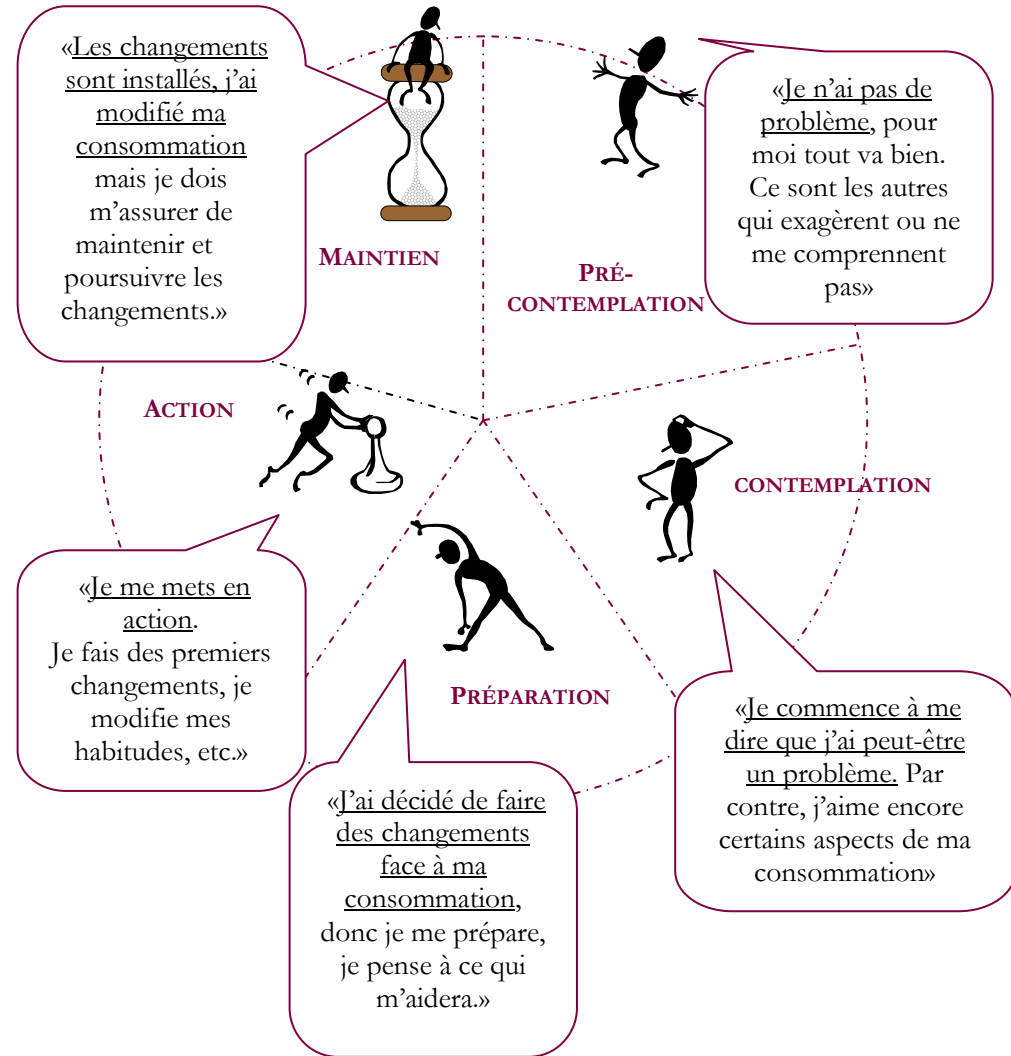 «Les changements
sont installés, j'ai
modifié ma
consommation
mais je dois
m'assurer de
maintenir et
poursuivre les
changements.»
MAINTIEN
PRÉ-
CONTEMPLATION
«Je n'ai pas de
problème, pour
moi tout va bien.
Ce sont les autres
qui exagèrent ou ne
me comprennent
pas»
ACTION
CONTEMPLATION
«Je me mets en
action.
Je fais des premiers
changements, je
modifie mes
habitudes, etc.»
PRÉPARATION
«J'ai décidé de faire
des changements
face à ma
consommation,
donc je me prépare,
je pense à ce qui
m'aidera.»
«Je commence à me
dire que j'ai peut-être
un problème. Par
contre, j'aime encore
certains aspects de ma
consommation»